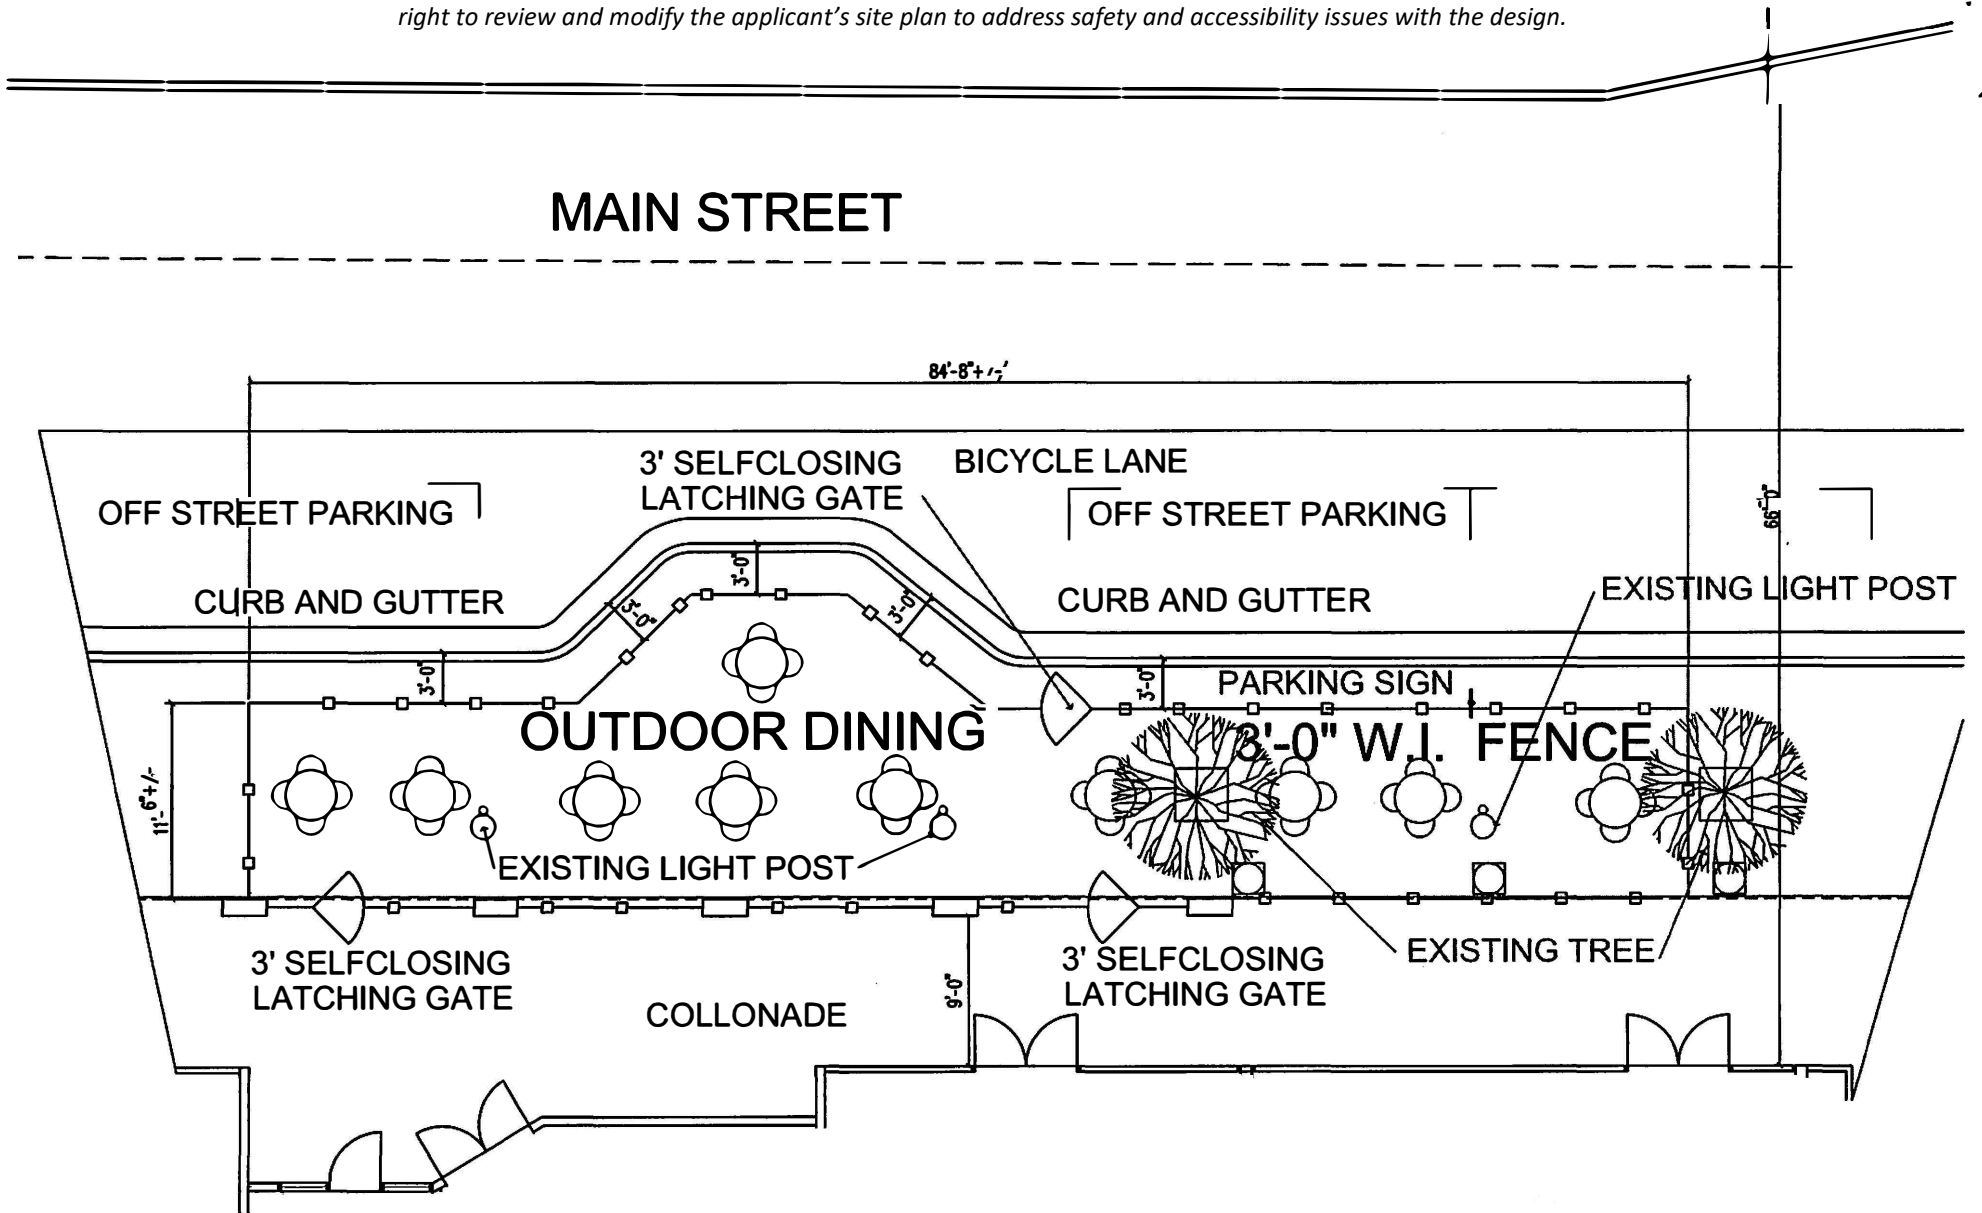 right to review and modify the applicant’s site plan to address safety and accessibility issues with the design.
MAIN STREET
84'-8"+/-'
3' SELFCLOSING
LATCHING GATE
BICYCLE LANE
OFF STREET PARKING
OFF STREET PARKING
66'-0"
3'-0"
CURB AND GUTTER
3'-0"
3'-0"
CURB AND GUTTER
EXISTING LIGHT POST
3'-0"
3'-0"
PARKING SIGN
OUTDOOR DINING
3'-0" W.I. FENCE
11'-6"+/-
EXISTING LIGHT POST
3' SELFCLOSING
LATCHING GATE
COLLONADE
9'-0"
3' SELFCLOSING
LATCHING GATE
EXISTING TREE